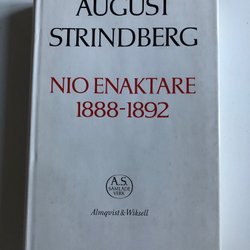 AUGUST
STRINDBERG
NIO ENAKTARE
1888-1892
A.S.
SAMLADE
VERK
Almqvist & Wiksell